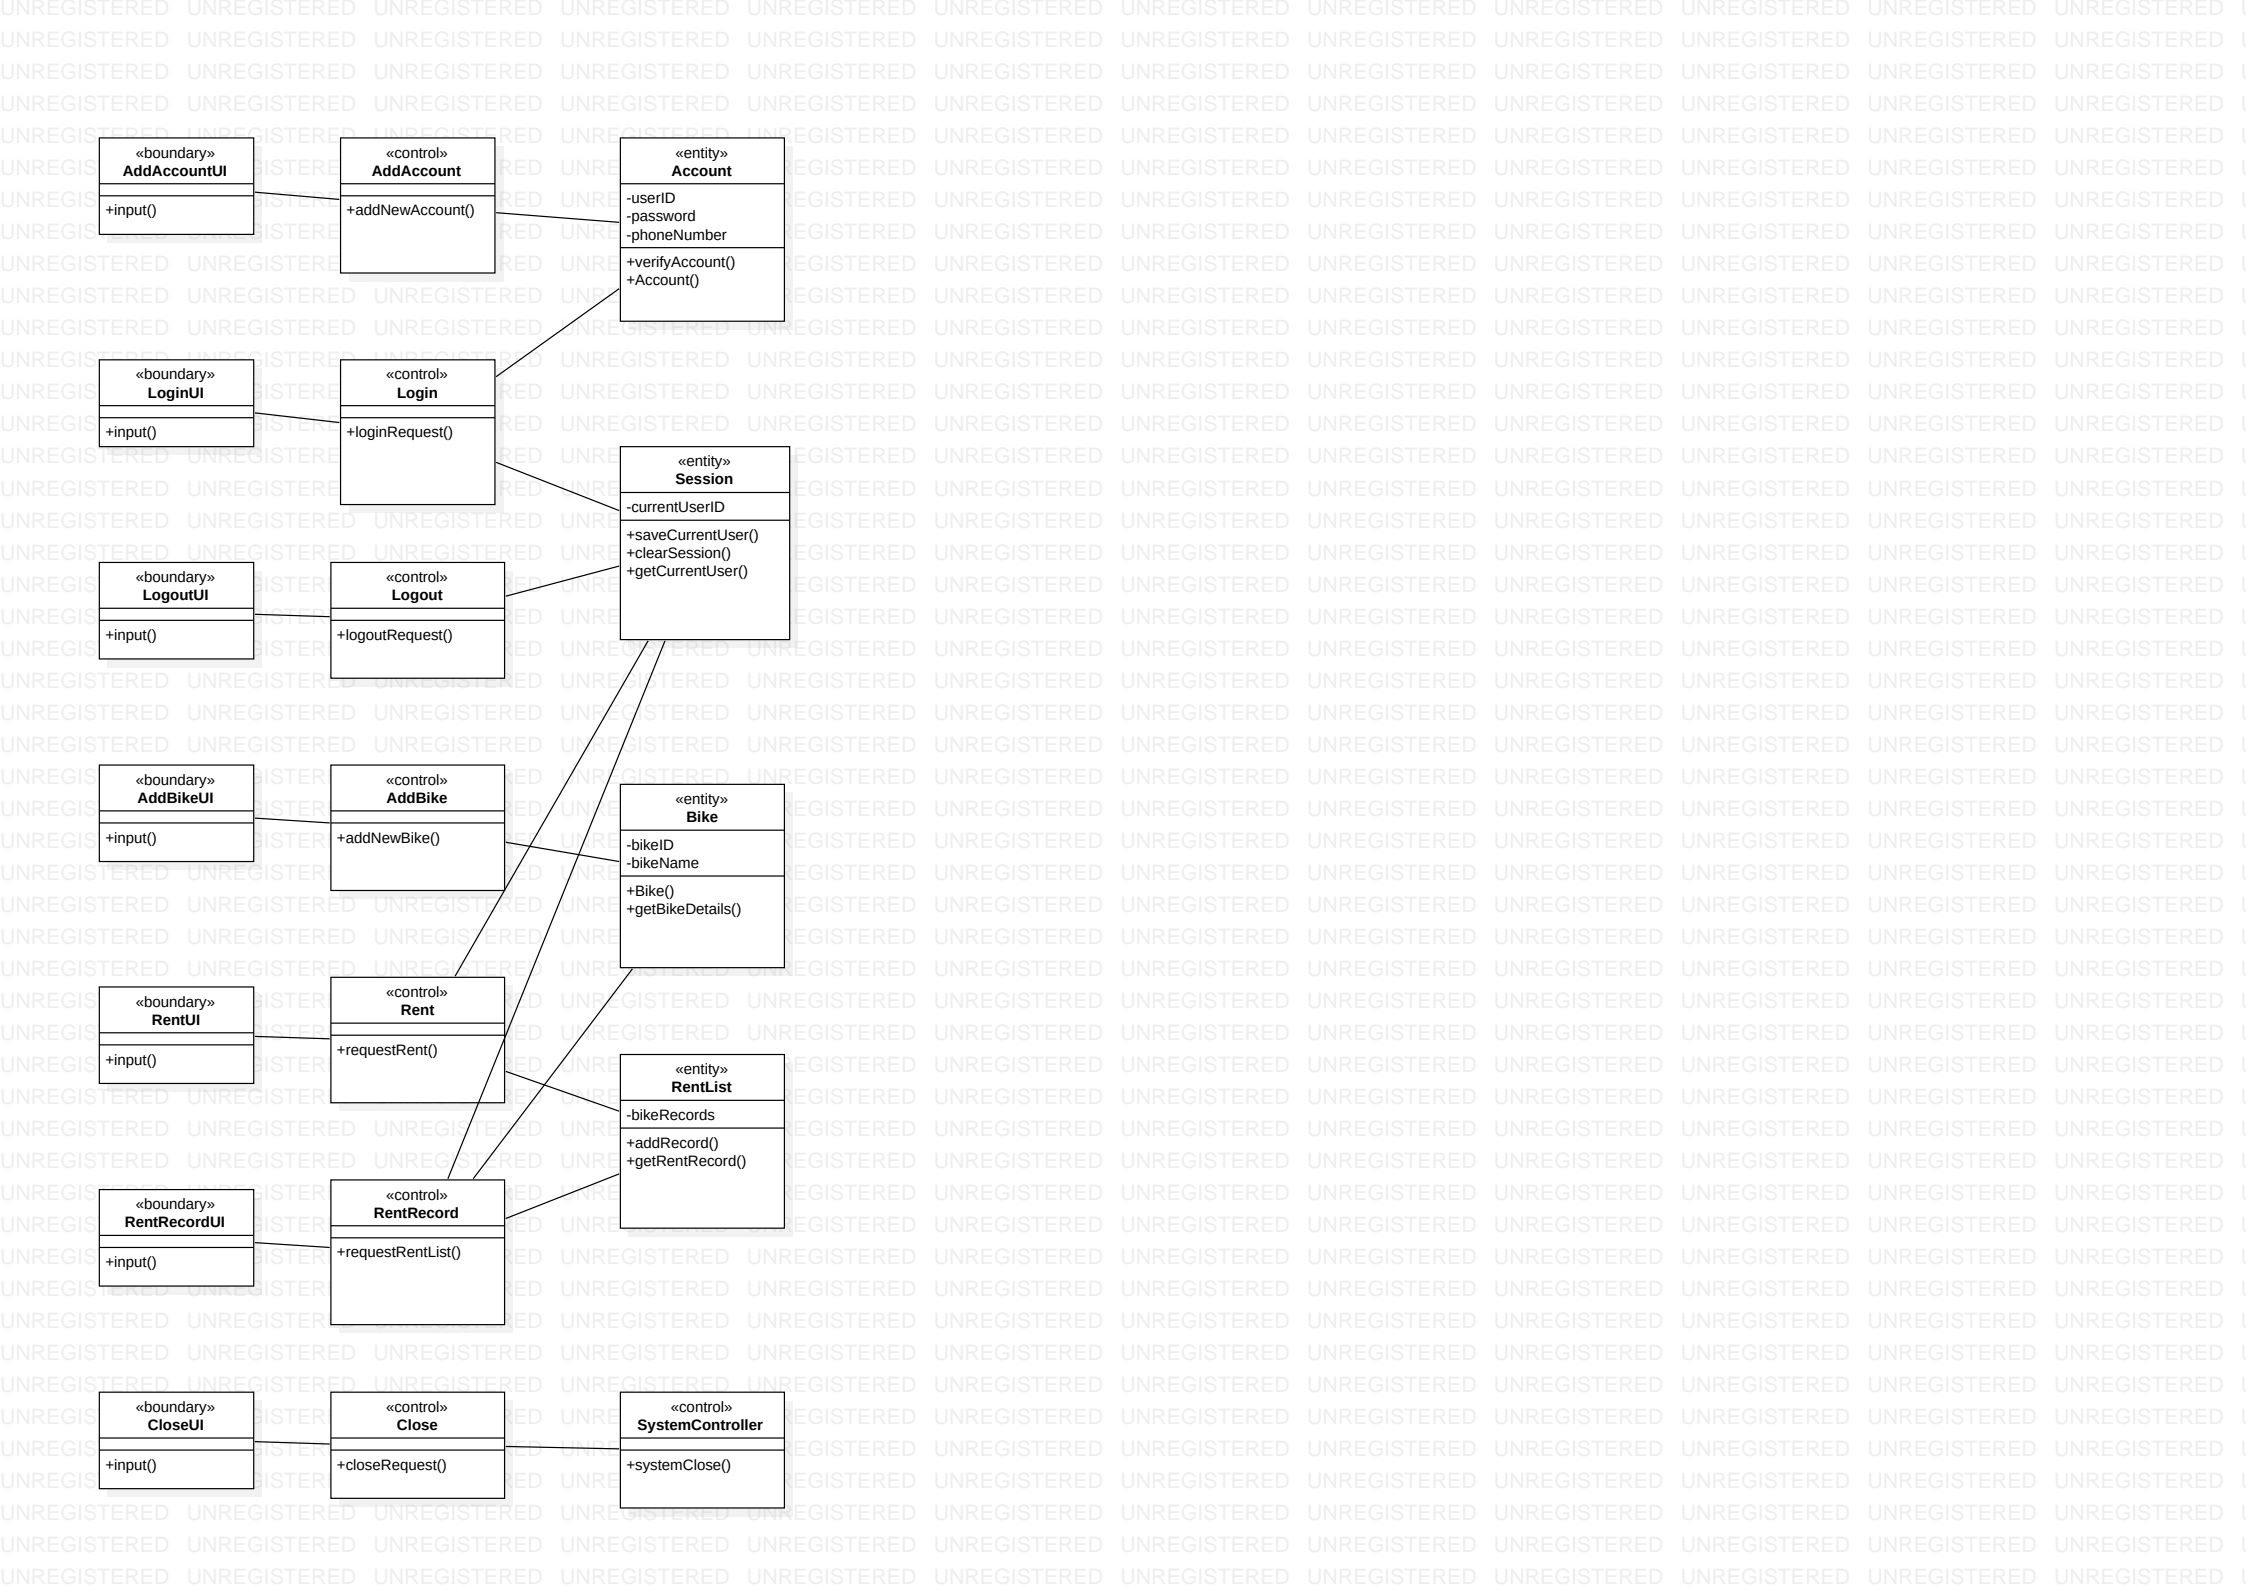 «boundary»
AddAccountUI
+input()
«control»
AddAccount
+addNewAccount()
«entity»
Account
-userID
-password
-phoneNumber
+verifyAccount()
+Account()
«boundary»
LoginUI
+input()
«control»
Login
+loginRequest()
«entity»
Session
-currentUserID
+saveCurrentUser()
+clearSession()
+getCurrentUser()
«boundary»
LogoutUI
+input()
«control»
Logout
+logoutRequest()
«boundary»
AddBikeUI
+input()
«control»
AddBike
+addNewBike()
«entity»
Bike
-bikeID
-bikeName
+Bike()
+getBikeDetails()
«boundary»
RentUI
+input()
«control»
Rent
+requestRent()
«entity»
RentList
-bikeRecords
+addRecord()
+getRentRecord()
«boundary»
RentRecordUI
+input()
«control»
RentRecord
+requestRentList()
«boundary»
CloseUI
+input()
«control»
Close
+closeRequest()
«control»
SystemController
+systemClose()
UNREGISTERED